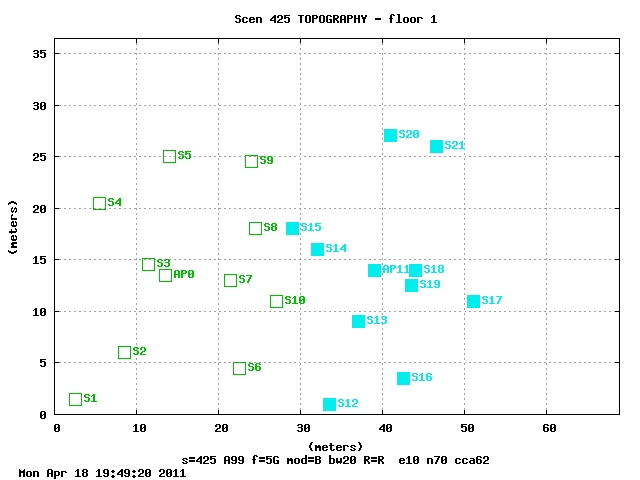 Scen 425 TOPOGRAPHY - floor 1
35
30
25
20
15
10
5
0
(meters)
S20
S21
S5
S9
S4
S8
S15
S14
S3
AP0
S7
AP11
S18
S19
S10
S17
S13
S2
S6
S16
S1
S12
0 10 20 30 40 50 60
(meters)
s=425 A99 f=5G mod=B bw20 R=R e10 n70 cca62
Mon Apr 18 19:49:20 2011